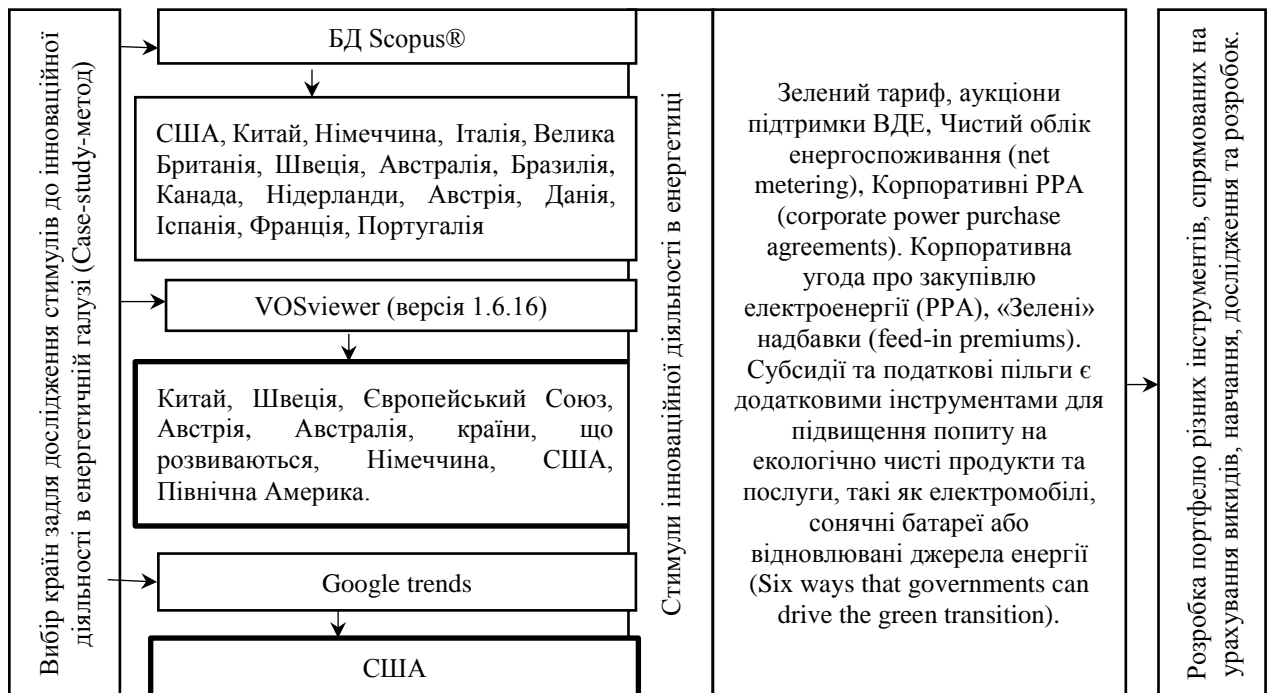 Вибір країн задля дослідження стимулів до інноваційної
діяльності в енергетичній галузі (Case-study-метод)
БД Scopus®
США, Китай, Німеччина, Італія, Велика
Британія, Швеція, Австралія, Бразилія,
Канада, Нідерланди, Австрія, Данія,
Іспанія, Франція, Португалія
VOSviewer (версія 1.6.16)
Китай, Швеція, Європейський Союз,
Австрія, Австралія, країни, що
розвиваються, Німеччина, США,
Північна Америка.
Google trends
США
Стимули інноваційної діяльності в енергетиці
Зелений тариф, аукціони
підтримки ВДЕ, Чистий облік
енергоспоживання (net
metering), Корпоративні PPA
(corporate power purchase
agreements). Корпоративна
угода про закупівлю
електроенергії (PPA), «Зелені»
надбавки (feed-in premiums).
Субсидії та податкові пільги є
додатковими інструментами для
підвищення попиту на
екологічно чисті продукти та
послуги, такі як електромобілі,
сонячні батареї або
відновлювані джерела енергії
(Six ways that governments can
drive the green transition).
Розробка портфелю різних інструментів, спрямованих на
урахування викидів, навчання, дослідження та розробок.